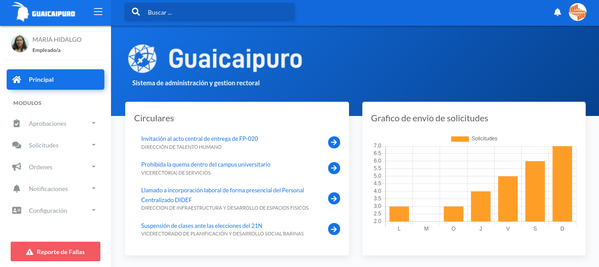 GUAICAIPURO
Buscar ...
MARIA HIDALGO
Empleado/a
Principal
MODULOS
Aprobaciones
Solicitudes
Ordenes
Notificaciones
Configuración
Reporte de Fallas
Guaicaipuro
Sistema de administración y gestion rectoral
Circulares
Invitación al acto central de entrega de FP-020
DIRECCIÓN DE TALENTO HUMANO
Prohibida la quema dentro del campus universitario
VICERECTORIA DE SERVICIOS
Llamado a incorporación laboral de forma presencial del Personal
Centralizado DIDEF
DIRECCION DE INFRAESTRUCTURA Y DESARROLLO DE ESPACIOS FISICOS
Suspensión de clases ante las elecciones del 21N
VICERECTORADO DE PLANIFICACIÓN Y DESARROLLO SOCIAL BARINAS
Grafico de envio de solicitudes
Solicitudes
7.0
6.5
6.0
5.5
5.0
4.5
4.0
3.5
3.0
2.5
2.0
L M O J V S D